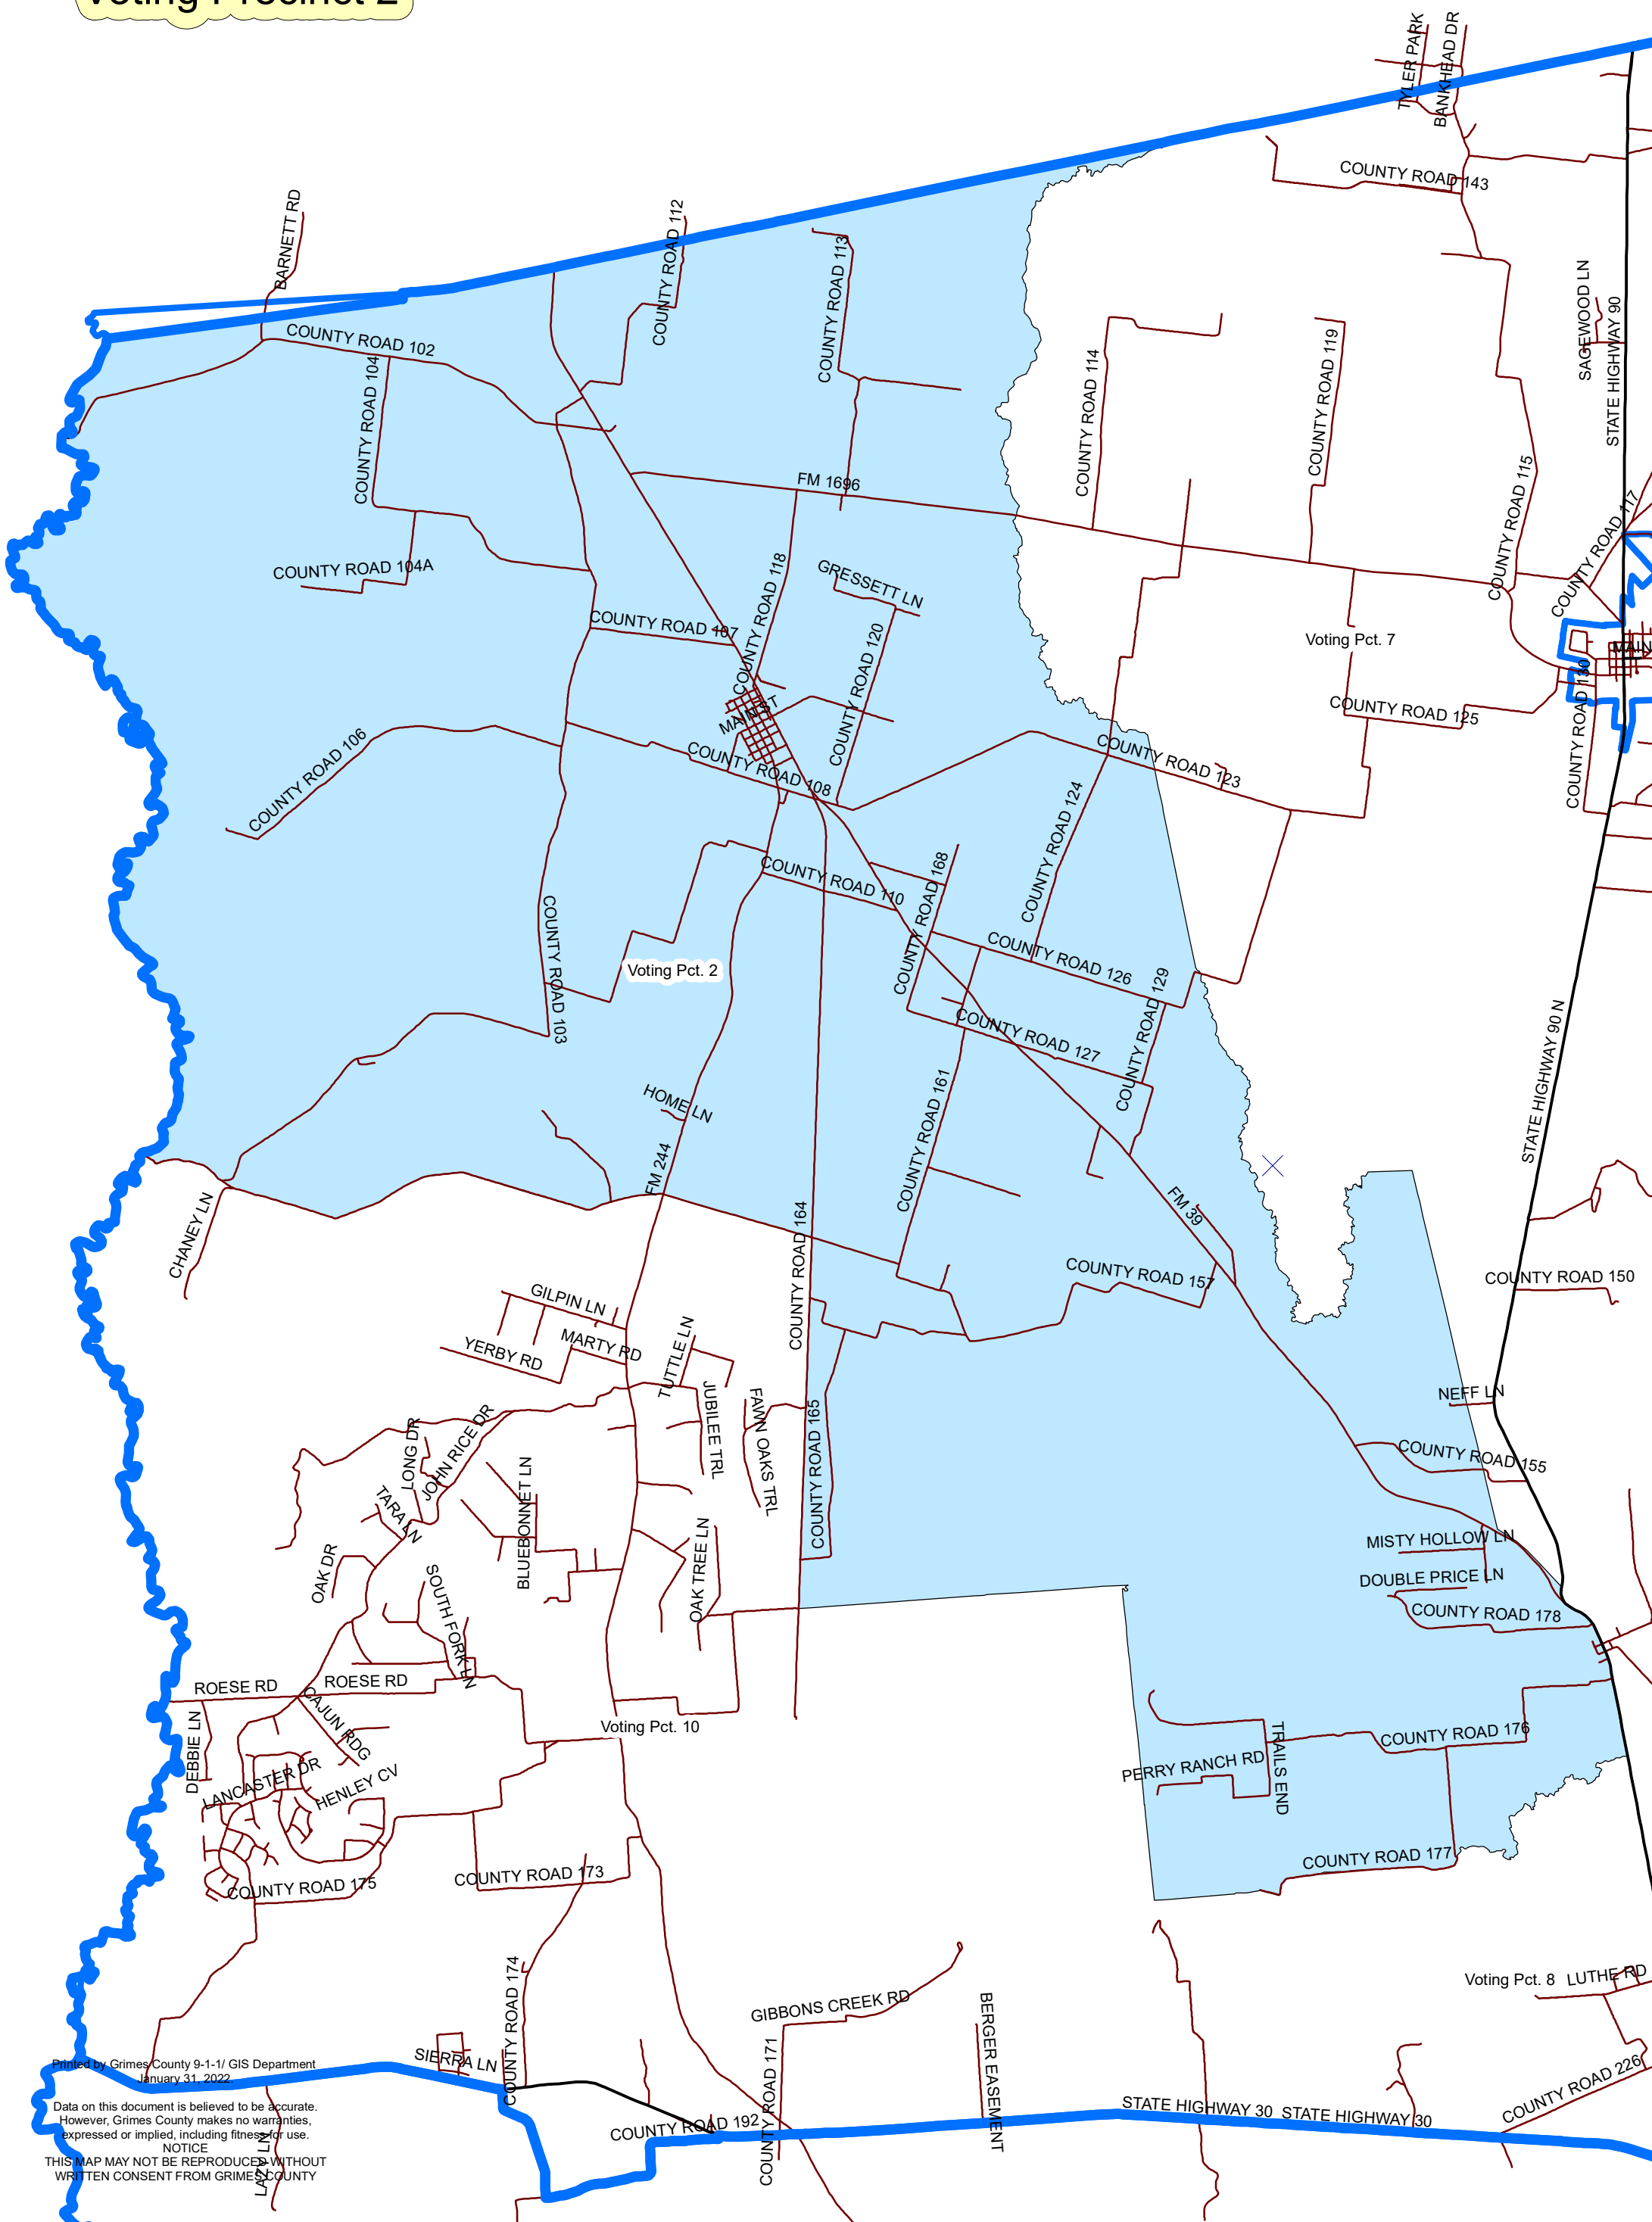 Voting Precinct 2
TYLER PARK
BANKHEAD DR
COUNTY ROAD 143
BARNETT RD
COUNTY ROAD 112
COUNTY ROAD 113
SAGEWOOD LN
STATE HIGHWAY 90
COUNTY ROAD 102
COUNTY ROAD 104
COUNTY ROAD 114
COUNTY ROAD 119
COUNTY ROAD 115
COUNTY ROAD 117
FM 1696
COUNTY ROAD 104A
COUNTY ROAD 118
GRESSETT LN
COUNTY ROAD 107
COUNTY ROAD 120
Voting Pct. 7
MAIN
COUNTY ROAD 130
MAIN ST
COUNTY ROAD 125
COUNTY ROAD 106
COUNTY ROAD 108
COUNTY ROAD 123
COUNTY ROAD 124
COUNTY ROAD 110
COUNTY ROAD 168
COUNTY ROAD 103
COUNTY ROAD 126
COUNTY ROAD 129
Voting Pct. 2
COUNTY ROAD 127
STATE HIGHWAY 90 N
COUNTY ROAD 161
HOME LN
FM 244
FM 39
CHANEY LN
COUNTY ROAD 164
COUNTY ROAD 157
COUNTY ROAD 150
GILPIN LN
YERBY RD
MARTY RD
TUTTLE LN
JUBILEE TRL
FAWN OAKS TRL
NEFF LN
COUNTY ROAD 165
COUNTY ROAD 155
LONG DR
JOHN RICE DR
TARA LN
BLUEBONNET LN
OAK DR
OAK TREE LN
SOUTH FORK LN
MISTY HOLLOW LN
DOUBLE PRICE LN
COUNTY ROAD 178
ROESE RD
ROESE RD
CAJUN RDG
Voting Pct. 10
DEBBIE LN
LANCASTER DR
HENLEY CV
TRAILS END
COUNTY ROAD 176
PERRY RANCH RD
COUNTY ROAD 177
COUNTY ROAD 173
COUNTY ROAD 175
COUNTY ROAD 174
GIBBONS CREEK RD
BERGER EASEMENT
Voting Pct. 8
LUTHE RD
SIERRA LN
COUNTY ROAD 171
COUNTY ROAD 192
STATE HIGHWAY 30
STATE HIGHWAY 30
COUNTY ROAD 226
LAZY LN
Printed by Grimes County 9-1-1/ GIS Department
January 31, 2022.
Data on this document is believed to be accurate.
However, Grimes County makes no warranties,
expressed or implied, including fitness for use.
NOTICE
THIS MAP MAY NOT BE REPRODUCED WITHOUT
WRITTEN CONSENT FROM GRIMES COUNTY